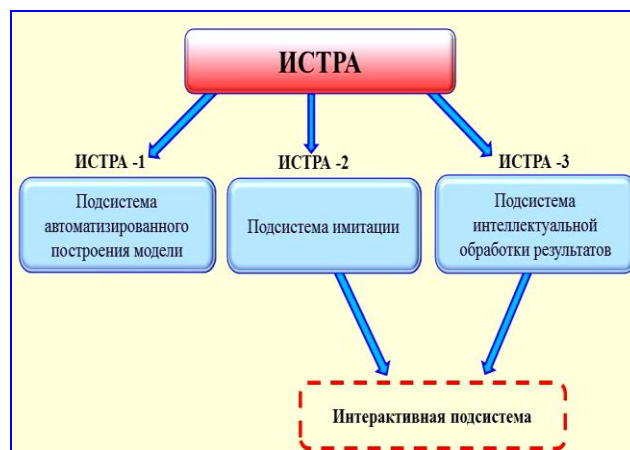 ИСТРА
ИСТРА -1
ИСТРА -2
ИСТРА -3
Подсистема
автоматизированного
построения модели
Подсистема имитации
Подсистема
интеллектуальной
обработки результатов
Интерактивная подсистема